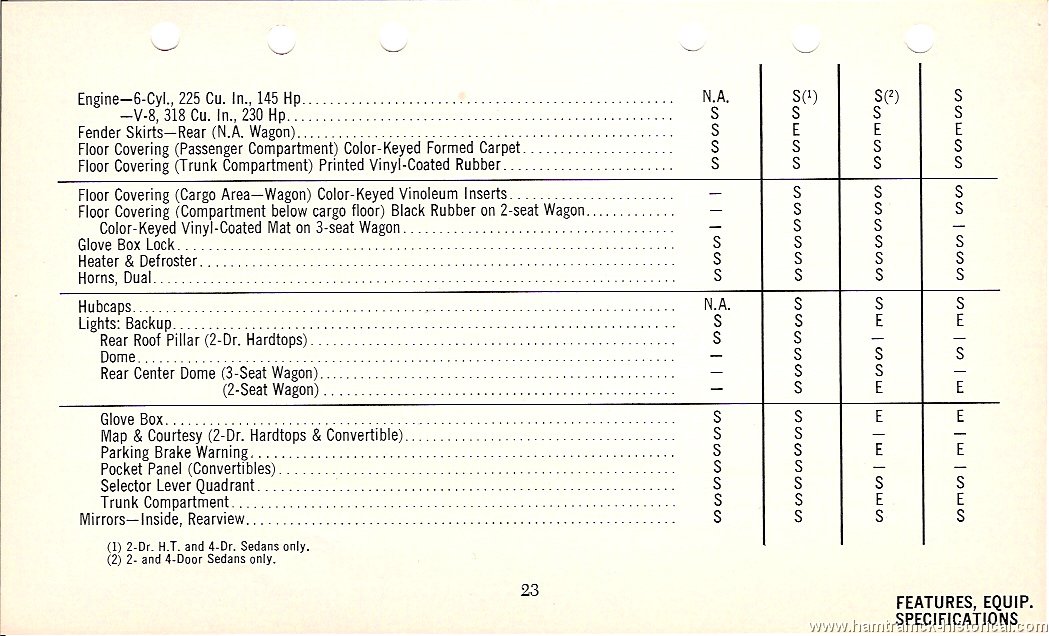 Engine—6-Cyl., 225 Cu. In., 145 Hp. N.A. S(1) S(2) S
—V-8, 318 Cu. In., 230 Hp. S S S S
Fender Skirts—Rear (N.A. Wagon) S E E E
Floor Covering (Passenger Compartment) Color-Keyed Formed Carpet S S S S
Floor Covering (Trunk Compartment) Printed Vinyl-Coated Rubber S S S S
Floor Covering (Cargo Area—Wagon) Color-Keyed Vinoleum Inserts — S S S
Floor Covering (Compartment below cargo floor) Black Rubber on 2-seat Wagon — S S S
Color-Keyed Vinyl-Coated Mat on 3-seat Wagon — S S —
Glove Box Lock S S S S
Heater & Defroster S S S S
Horns, Dual S S S S
Hubcaps N.A. S S S
Lights: Backup S S E E
Rear Roof Pillar (2-Dr. Hardtops) S S — —
Dome — S S S
Rear Center Dome (3-Seat Wagon) — S S —
(2-Seat Wagon) — S E E
Glove Box S S E E
Map & Courtesy (2-Dr. Hardtops & Convertible) S S — —
Parking Brake Warning S S E E
Pocket Panel (Convertibles) S S — —
Selector Lever Quadrant S S S S
Trunk Compartment S S E E
Mirrors—Inside, Rearview S S S S
(1) 2-Dr. H.T. and 4-Dr. Sedans only.
(2) 2- and 4-Door Sedans only.
23
FEATURES, EQUIP.
SPECIFICATIONS
www.hamtramck-historical.com